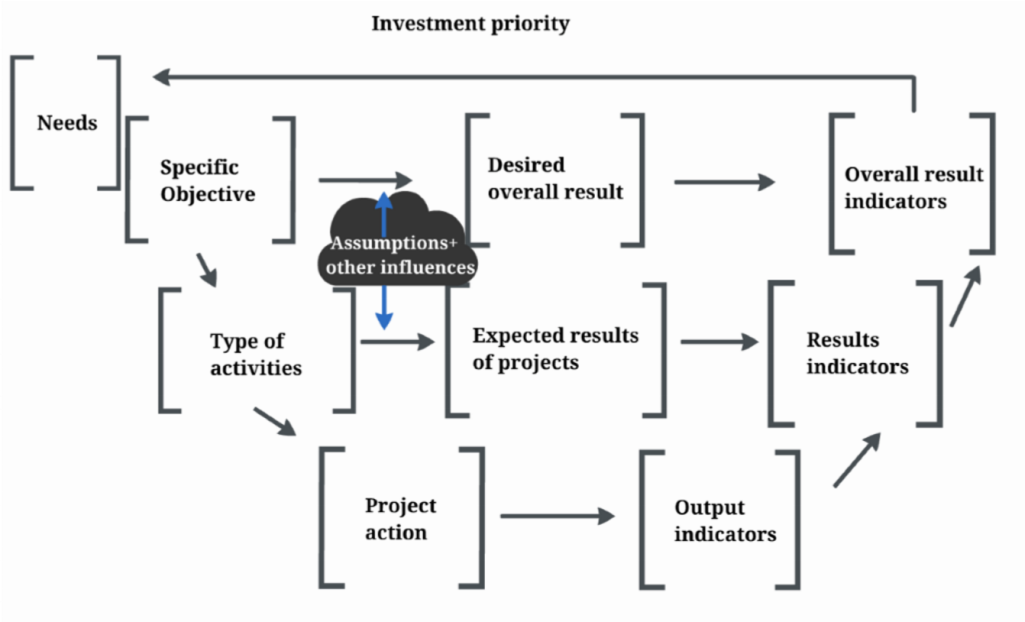 Investment priority
Needs
Specific
Objective
Desired
overall result
Overall result
indicators
Assumptions+
other influences
Type of
activities
Expected results
of projects
Results
indicators
Project
action
Output
indicators